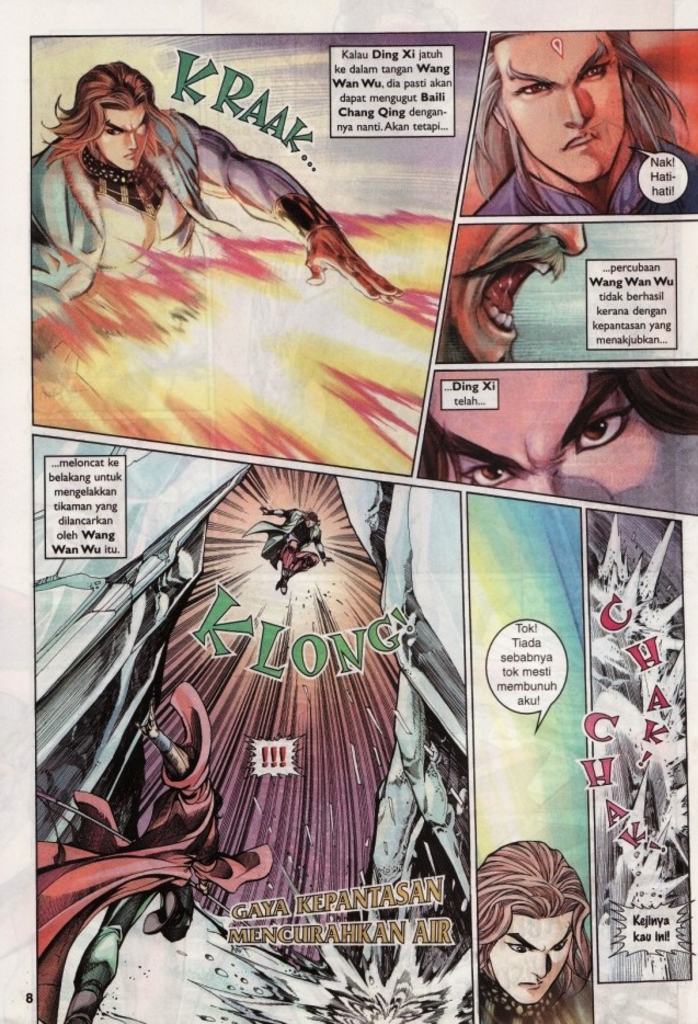 KRAAK...
Kalau Ding Xi jatuh
ke dalam tangan Wang
Wan Wu, dia pasti akan
dapat mengugut Baili
Chang Qing dengan-
nya nanti. Akan tetapi...
Nak!
Hati-
hati!
...percubaan
Wang Wan Wu
tidak berhasil
kerana dengan
kepantasan yang
menakjubkan...
...Ding Xi
telah...
...meloncat ke
belakang untuk
mengelakkan
tikaman yang
dilancarkan
oleh Wang
Wan Wu itu.
KLONG!
!!!
GAYA KEPANTASAN
MENCURAHKAN AIR
Tok!
Tiada
sebabnya
tok mesti
membunuh
aku!
CHAK!
CHAK!
Kejinya
kau ini!
8